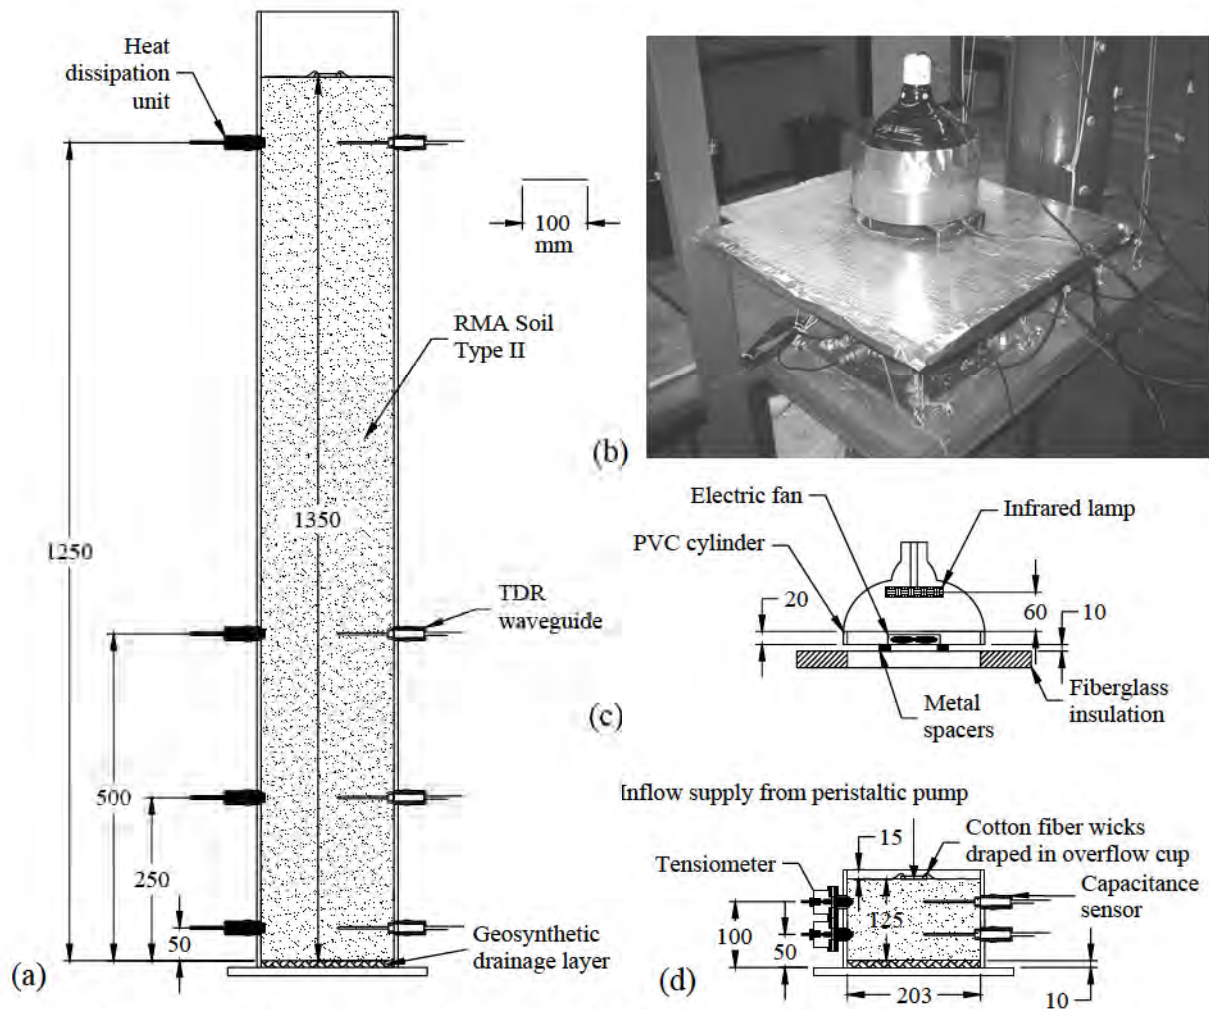 Heat
dissipation
unit
100
mm
RMA Soil
Type II
1350
1250
TDR
waveguide
500
250
50
Geosynthetic
drainage layer
(a)
(b)
Electric fan
Infrared lamp
PVC cylinder
20
60
10
Fiberglass
insulation
Metal
spacers
(c)
Inflow supply from peristaltic pump
15
Cotton fiber wicks
draped in overflow cup
Tensiometer
Capacitance
sensor
125
100
50
203
10
(d)